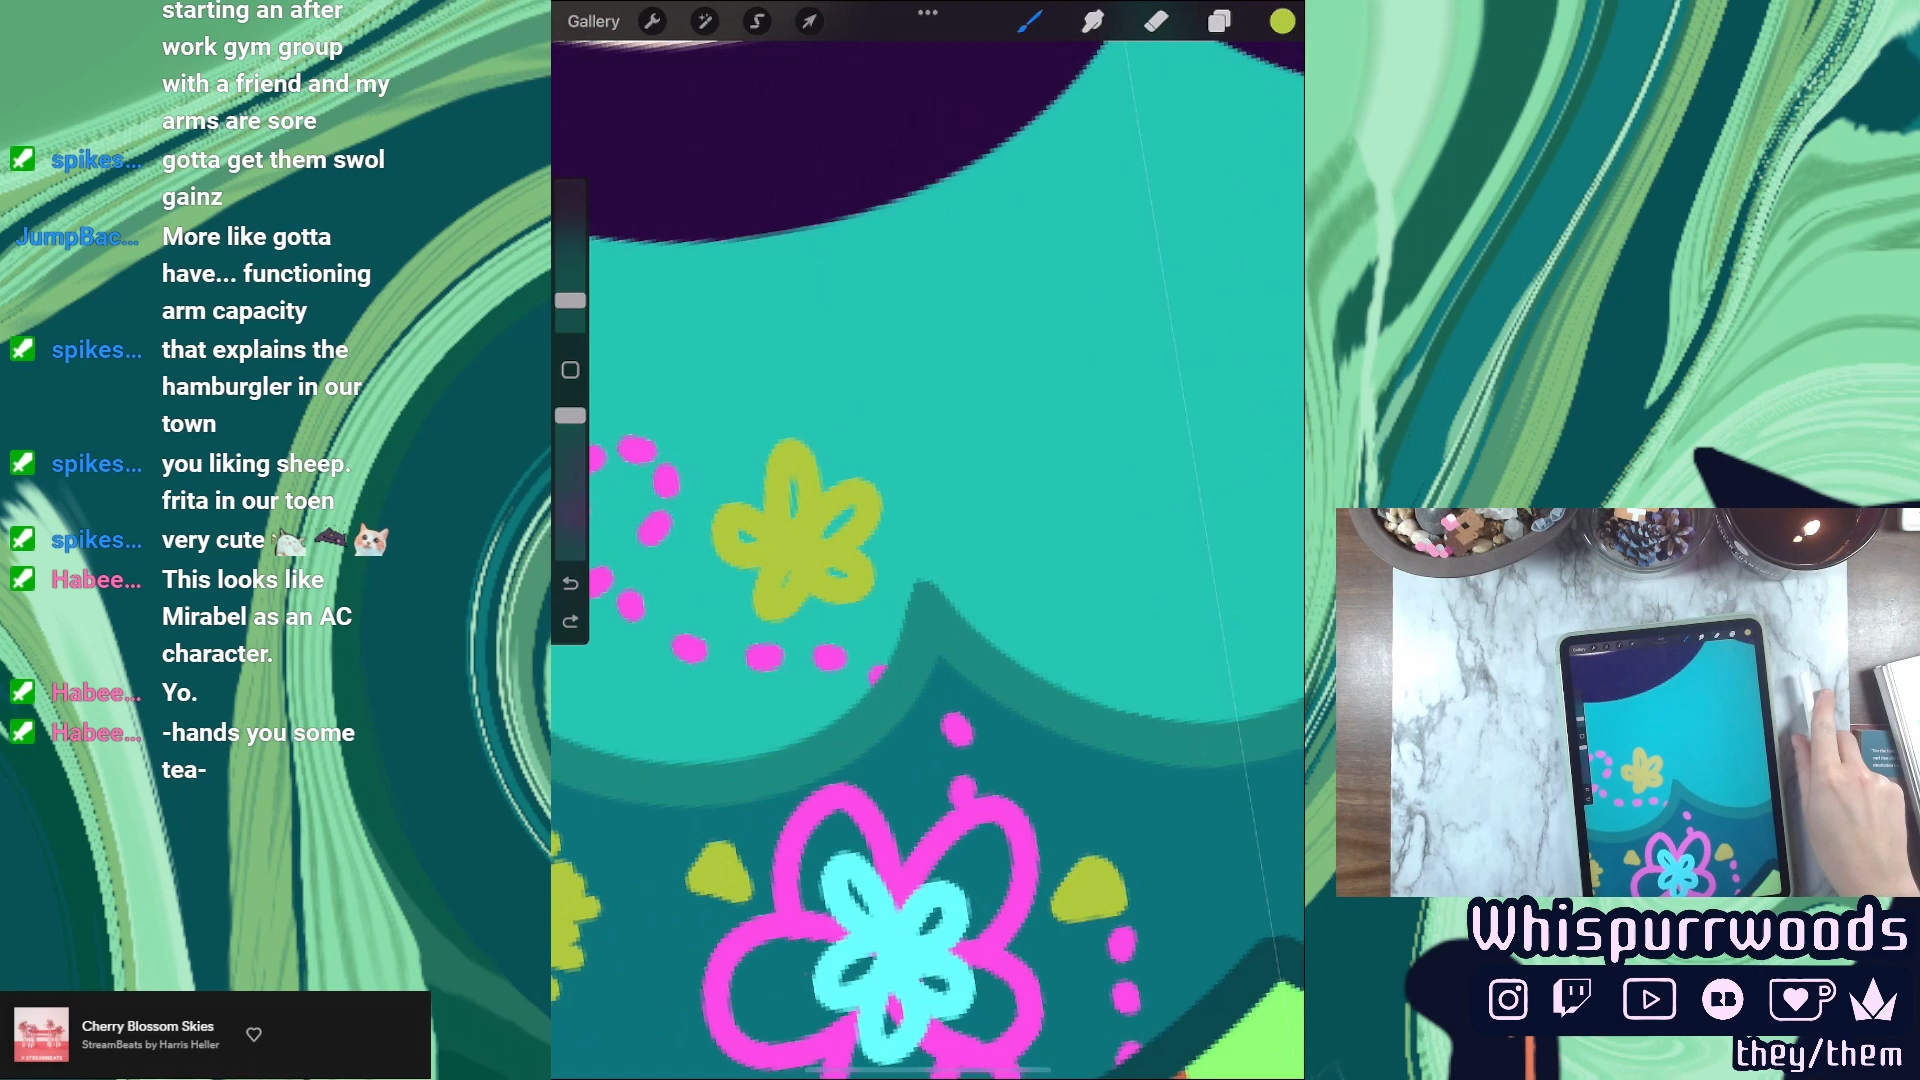 starting an after
work gym group
with a friend and my
arms are sore
spikes... gotta get them swol
gainz
JumpBac... More like gotta
have... functioning
arm capacity
spikes... that explains the
hamburgler in our
town
spikes... you liking sheep.
frita in our toen
spikes... very cute
Habee... This looks like
Mirabel as an AC
character.
Habee... Yo.
Habee... -hands you some
tea-
Cherry Blossom Skies
StreamBeats by Harris Heller
Gallery
Whispurrwoods
they/them